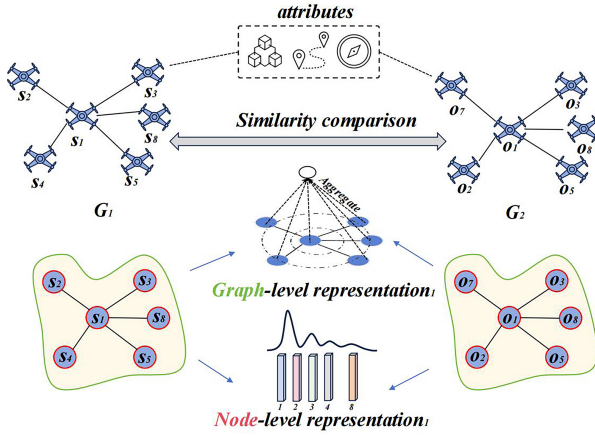 attributes
s2
s3
s1
s8
s4
s5
G1
Similarity comparison
o7
o3
o1
o8
o2
o5
G2
Aggregate
Graph-level representation1
s2
s3
s1
s8
s4
s5
o7
o3
o1
o8
o2
o5
1 2 3 4 8
Node-level representation1